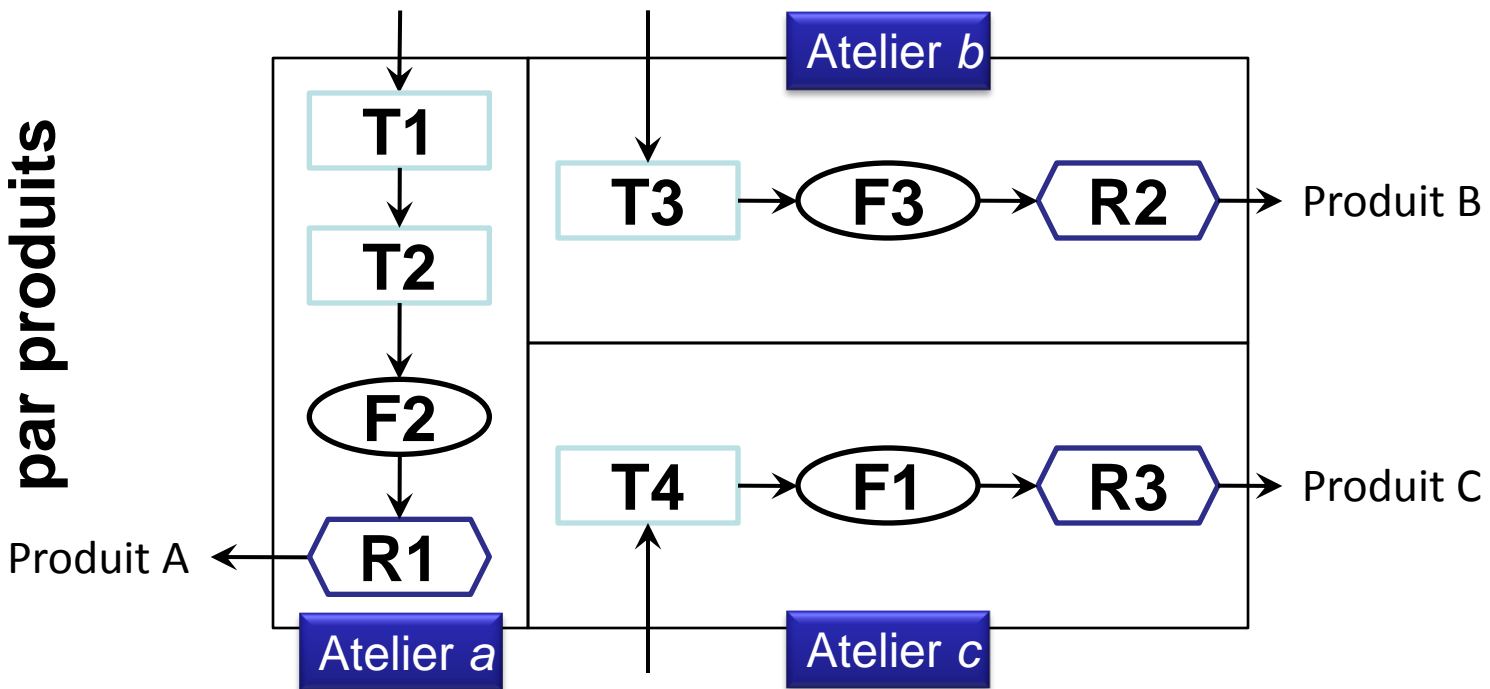 par produits
Atelier b
T1
T2
F2
R1
Produit A
Atelier a
T3
F3
R2
Produit B
T4
F1
R3
Produit C
Atelier c